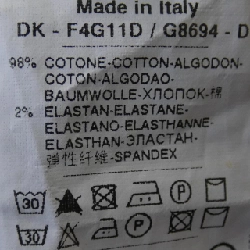 Made in Italy
DK - F4G11D / G8694 - D
98% COTONE-COTTON-ALGODON-
COTON-ALGODAO-
BAUMWOLLE-ХЛОПОК-棉
2% ELASTAN-ELASTANE-
ELASTANO-ELASTHANNE-
ELASTHAN-ЭЛАСТАН-
弹性纤维-SPANDEX
30 P
30